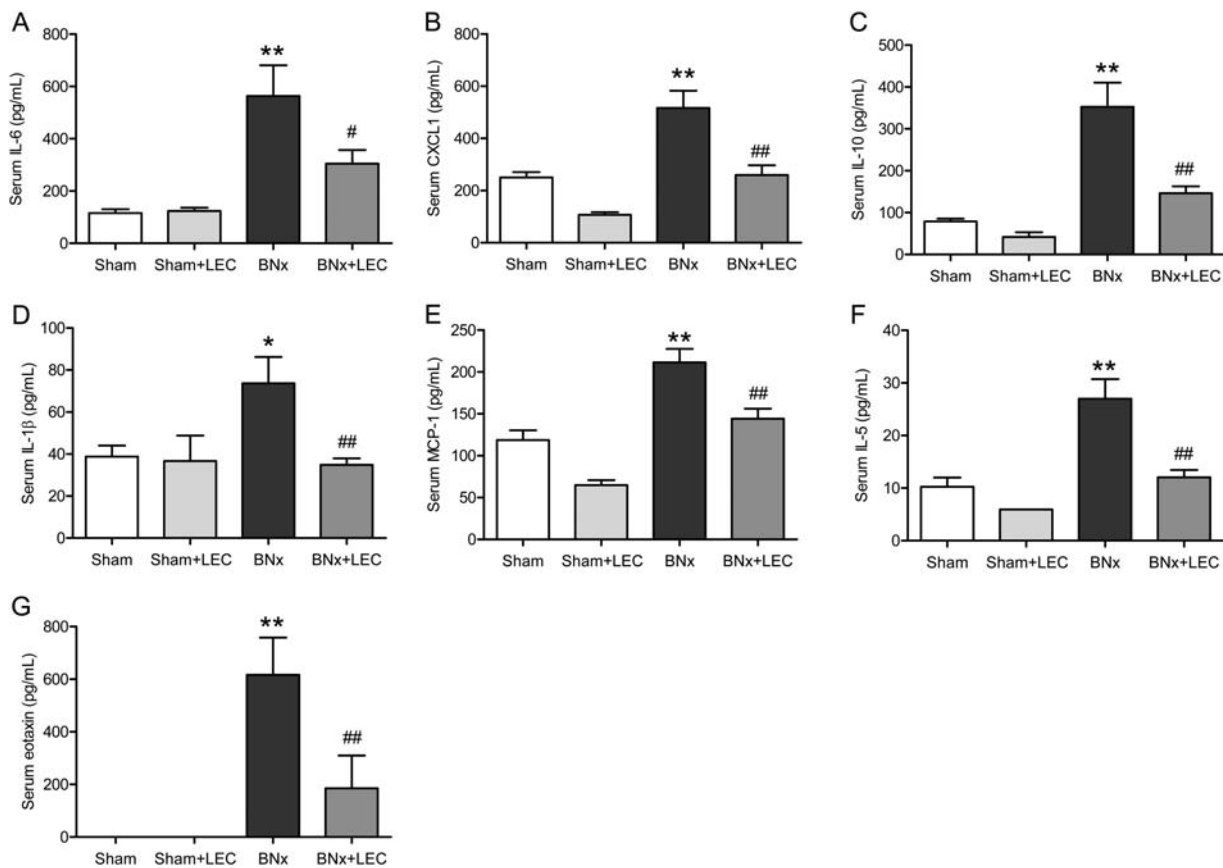 A
Serum IL-6 (pg/mL)
800
600
400
200
0
**
#
Sham Sham+LEC BNx BNx+LEC
B
Serum CXCL1 (pg/mL)
800
600
400
200
0
**
##
Sham Sham+LEC BNx BNx+LEC
C
Serum IL-10 (pg/mL)
500
400
300
200
100
0
**
##
Sham Sham+LEC BNx BNx+LEC
D
Serum IL-1β (pg/mL)
100
80
60
40
20
0
*
##
Sham Sham+LEC BNx BNx+LEC
E
Serum MCP-1 (pg/mL)
250
200
150
100
50
0
**
##
Sham Sham+LEC BNx BNx+LEC
F
Serum IL-5 (pg/mL)
40
30
20
10
0
**
##
Sham Sham+LEC BNx BNx+LEC
G
Serum eotaxin (pg/mL)
800
600
400
200
0
**
##
Sham Sham+LEC BNx BNx+LEC